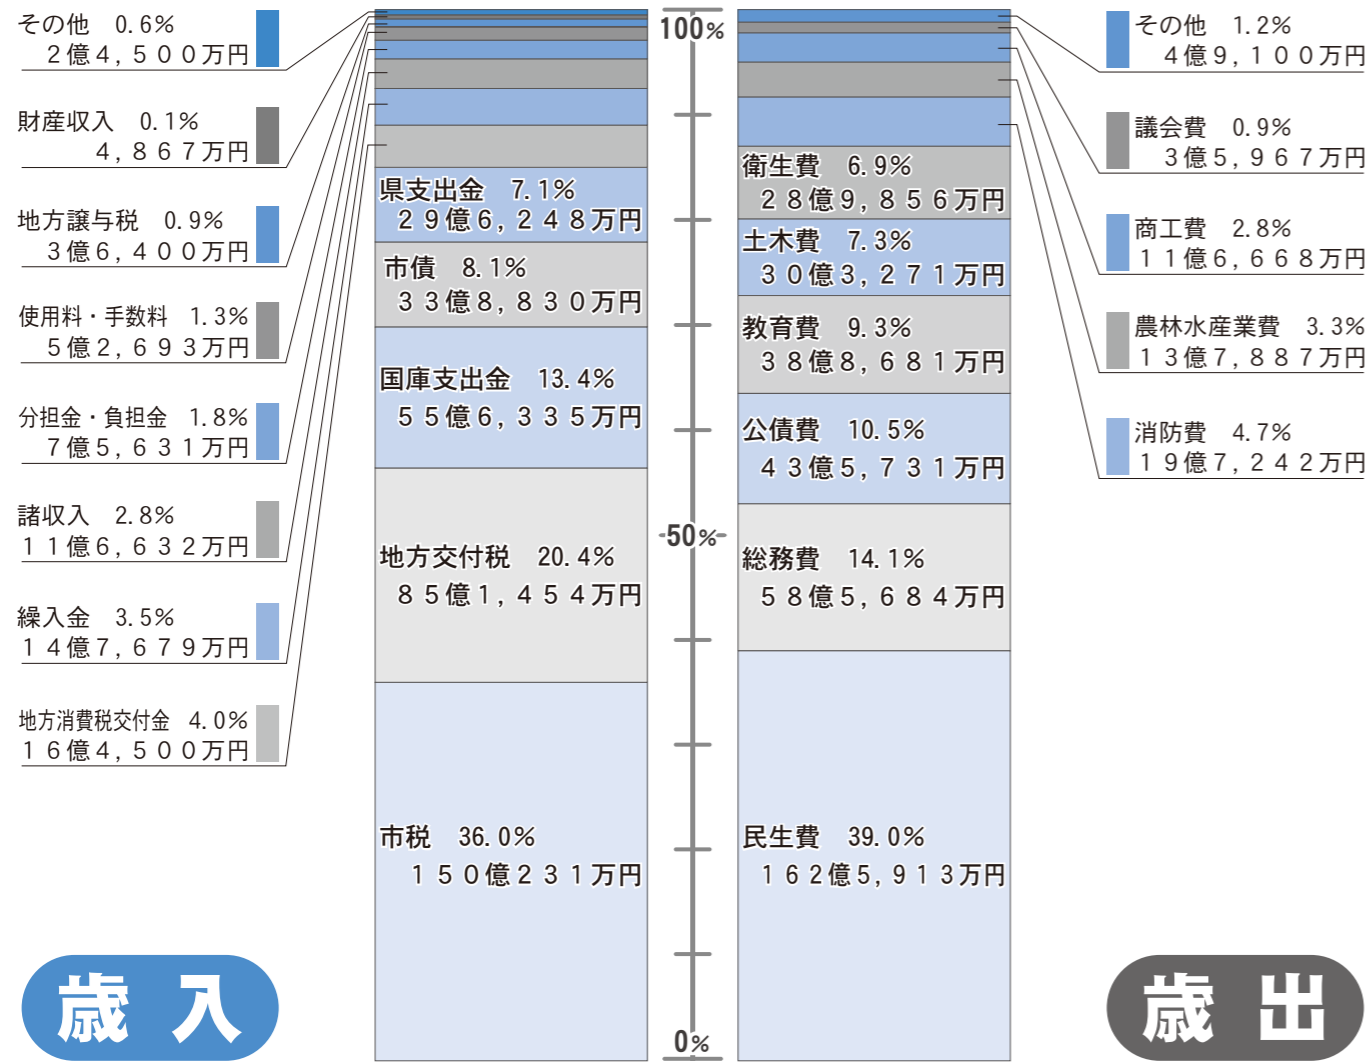 その他 0.6%
2億4,500万円
財産収入 0.1%
4,867万円
地方譲与税 0.9%
3億6,400万円
使用料・手数料 1.3%
5億2,693万円
分担金・負担金 1.8%
7億5,631万円
諸収入 2.8%
11億6,632万円
繰入金 3.5%
14億7,679万円
地方消費税交付金 4.0%
16億4,500万円
県支出金 7.1%
29億6,248万円
市債 8.1%
33億8,830万円
国庫支出金 13.4%
55億6,335万円
地方交付税 20.4%
85億1,454万円
市税 36.0%
150億231万円
歳入
100%
50%
0%
衛生費 6.9%
28億9,856万円
土木費 7.3%
30億3,271万円
教育費 9.3%
38億8,681万円
公債費 10.5%
43億5,731万円
総務費 14.1%
58億5,684万円
民生費 39.0%
162億5,913万円
その他 1.2%
4億9,100万円
議会費 0.9%
3億5,967万円
商工費 2.8%
11億6,668万円
農林水産業費 3.3%
13億7,887万円
消防費 4.7%
19億7,242万円
歳出